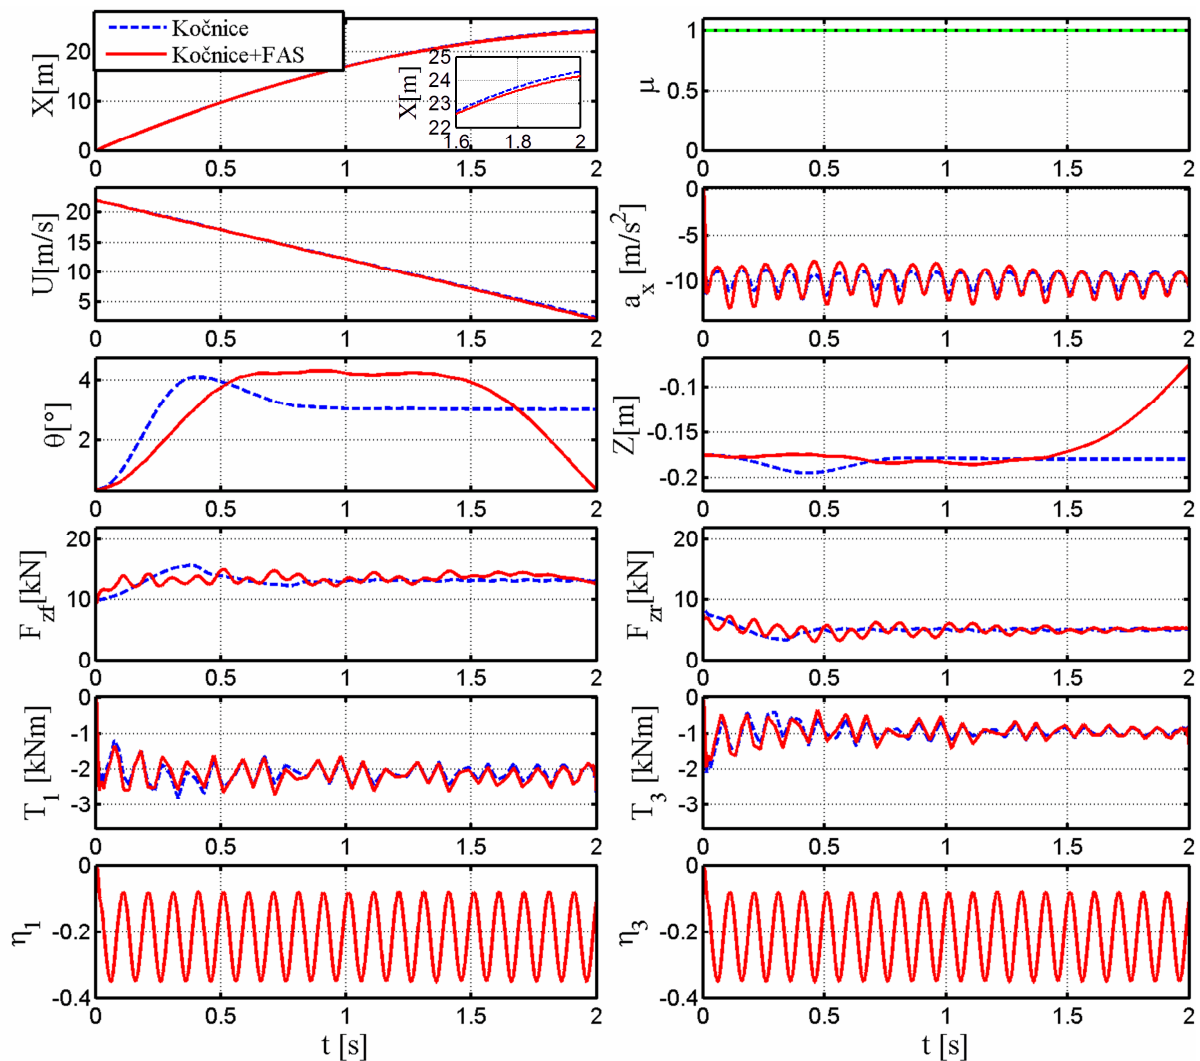 Kočnice
Kočnice+FAS
X[m]
20
10
0
0 0.5 1 1.5 2
X[m]
25
24
23
22
1.6 1.8 2
μ
1
0.5
0
0 0.5 1 1.5 2
U[m/s]
20
15
10
5
0 0.5 1 1.5 2
a_x [m/s²]
0
-5
-10
0 0.5 1 1.5 2
θ[°]
4
2
0 0.5 1 1.5 2
Z[m]
-0.1
-0.15
-0.2
0 0.5 1 1.5 2
F_zf[kN]
20
10
0
0 0.5 1 1.5 2
F_zr[kN]
20
10
0
0 0.5 1 1.5 2
T_1 [kNm]
0
-1
-2
-3
0 0.5 1 1.5 2
T_3 [kNm]
0
-1
-2
-3
0 0.5 1 1.5 2
η_1
0
-0.2
-0.4
0 0.5 1 1.5 2
t [s]
η_3
0
-0.2
-0.4
0 0.5 1 1.5 2
t [s]